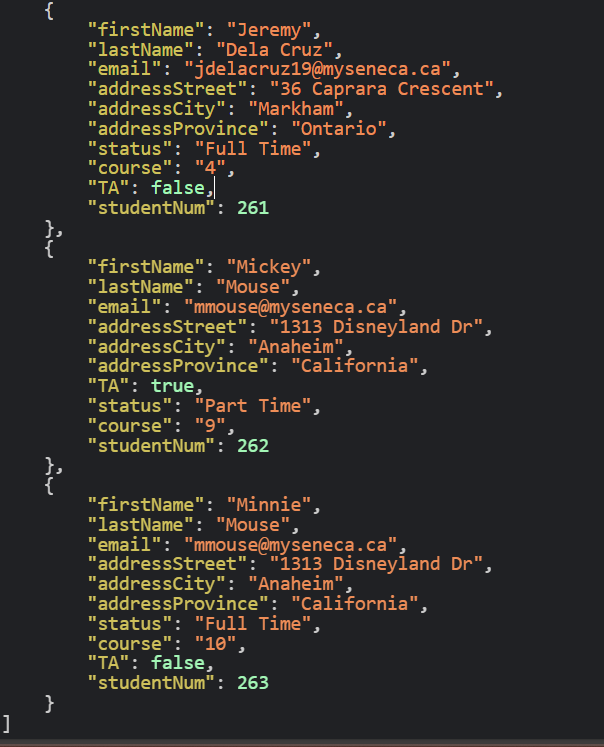 {
"firstName": "Jeremy",
"lastName": "Dela Cruz",
"email": "jdelacruz19@myseneca.ca",
"addressStreet": "36 Caprara Crescent",
"addressCity": "Markham",
"addressProvince": "Ontario",
"status": "Full Time",
"course": "4",
"TA": false,
"studentNum": 261
},
{
"firstName": "Mickey",
"lastName": "Mouse",
"email": "mmouse@myseneca.ca",
"addressStreet": "1313 Disneyland Dr",
"addressCity": "Anaheim",
"addressProvince": "California",
"TA": true,
"status": "Part Time",
"course": "9",
"studentNum": 262
},
{
"firstName": "Minnie",
"lastName": "Mouse",
"email": "mmouse@myseneca.ca",
"addressStreet": "1313 Disneyland Dr",
"addressCity": "Anaheim",
"addressProvince": "California",
"status": "Full Time",
"course": "10",
"TA": false,
"studentNum": 263
}
]